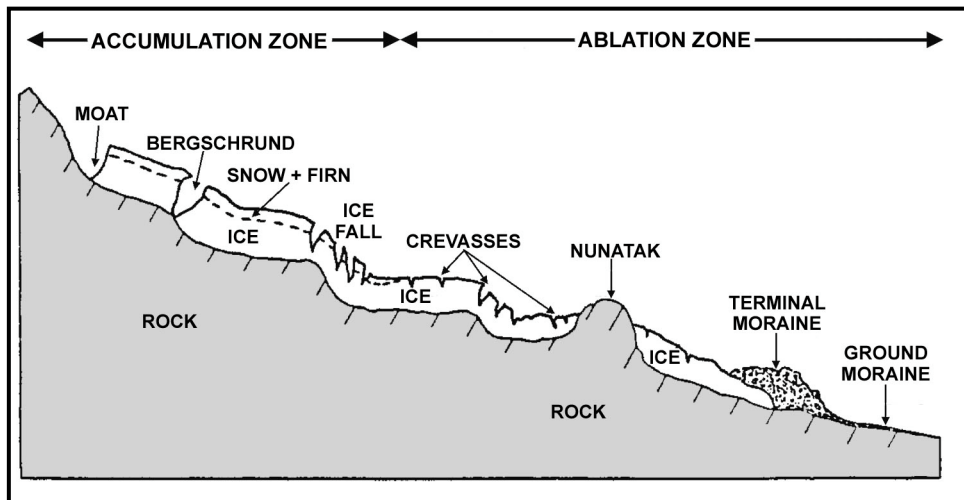 ACCUMULATION ZONE
ABLATION ZONE
MOAT
BERGSCHRUND
SNOW + FIRN
ICE
FALL
ICE
CREVASSES
NUNATAK
ICE
TERMINAL
MORAINE
ICE
GROUND
MORAINE
ROCK
ROCK